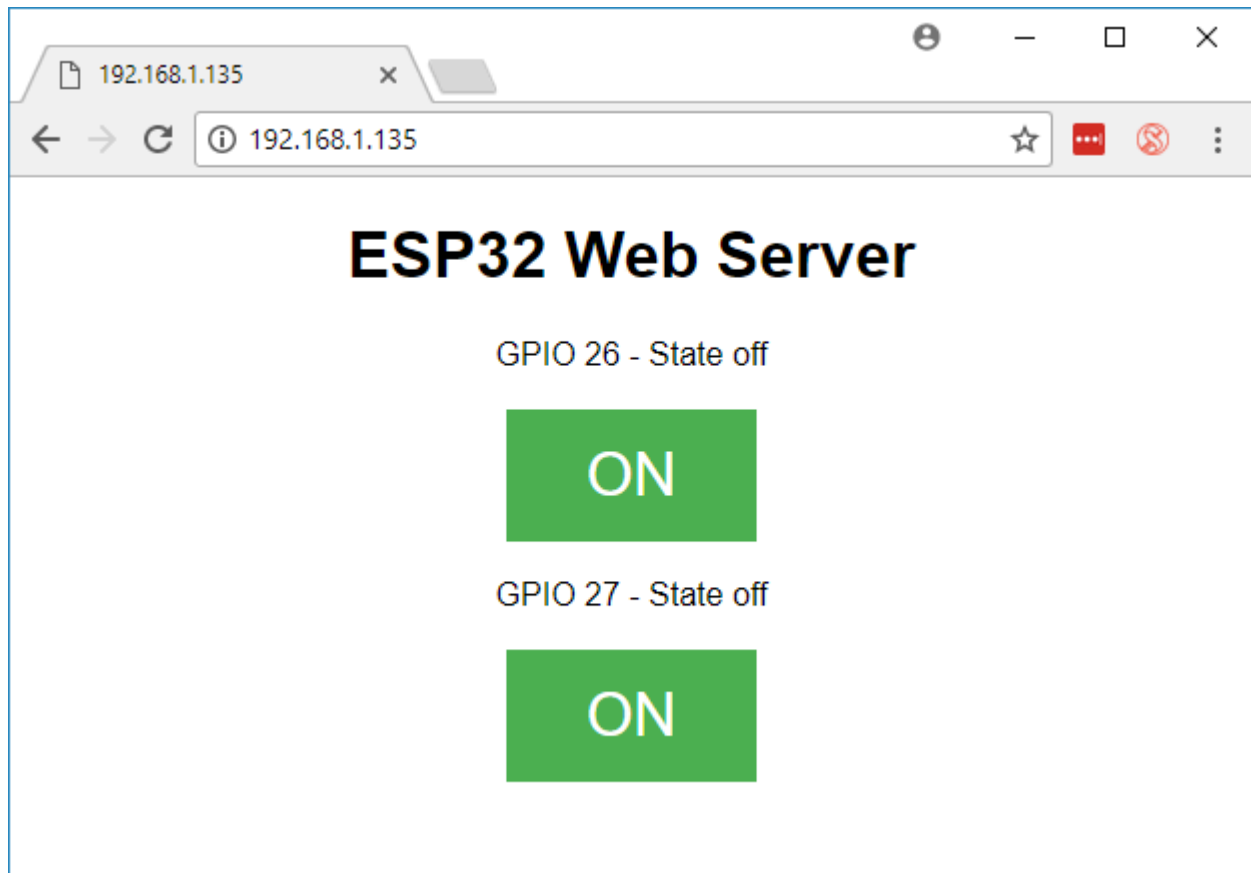 192.168.1.135
192.168.1.135
ESP32 Web Server
GPIO 26 - State off
ON
GPIO 27 - State off
ON